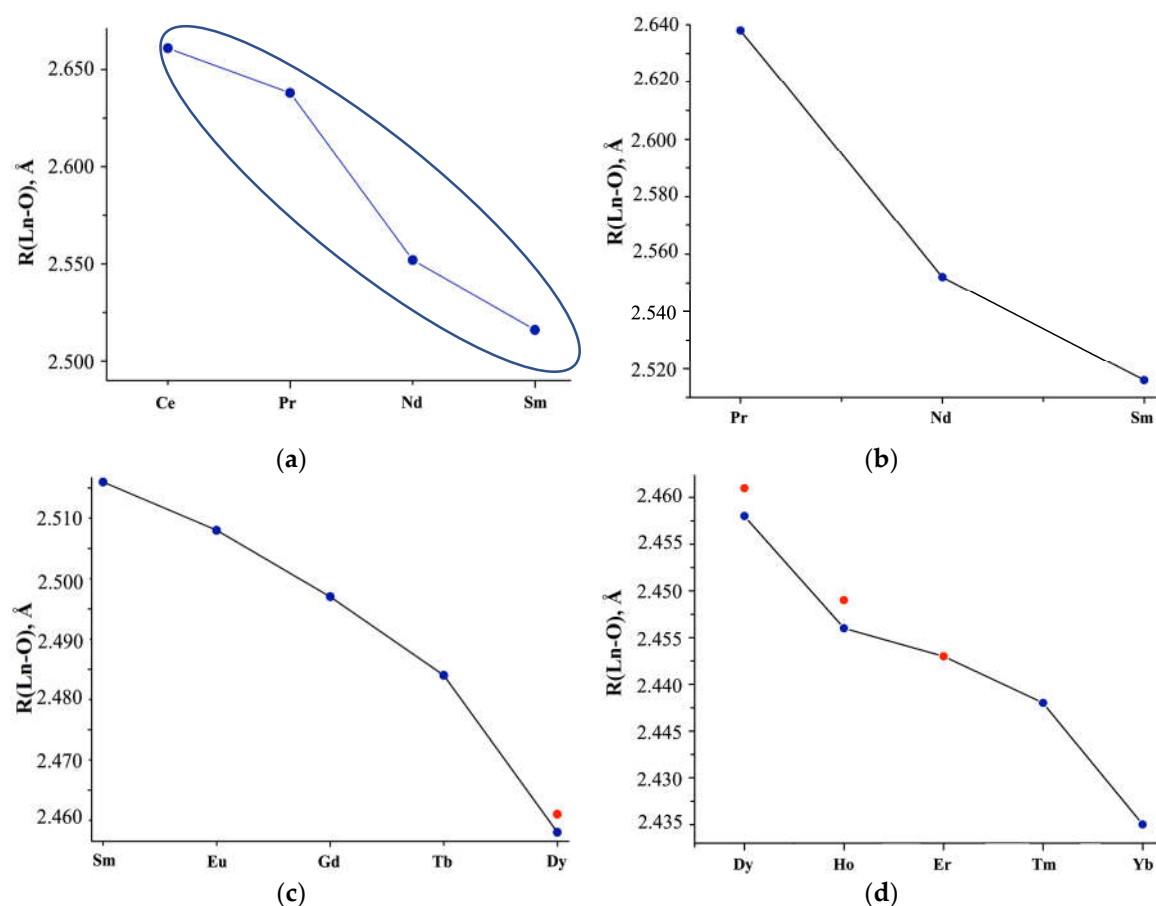 R(Ln-O), Å
2.650
2.600
2.550
2.500
Ce Pr Nd Sm
(a)
R(Ln-O), Å
2.640
2.620
2.600
2.580
2.560
2.540
2.520
Pr Nd Sm
(b)
R(Ln-O), Å
2.510
2.500
2.490
2.480
2.470
2.460
Sm Eu Gd Tb Dy
(c)
R(Ln-O), Å
2.460
2.455
2.450
2.455
2.440
2.445
2.430
2.435
Dy Ho Er Tm Yb
(d)